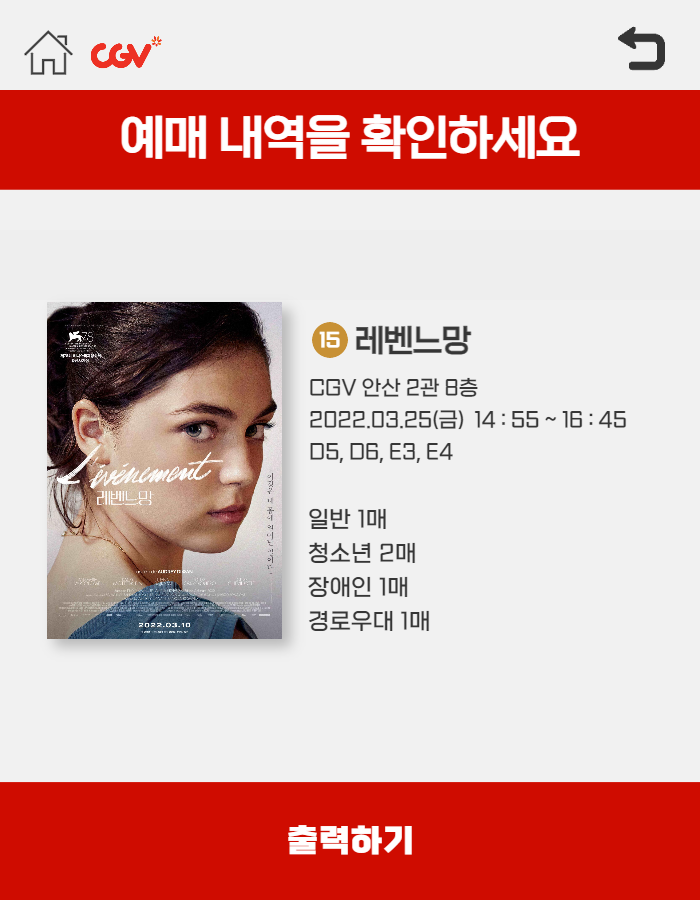 CGV
예매 내역을 확인하세요
15 레벤느망
CGV 안산 2관 8층
2022.03.25(금) 14 : 55 ~ 16 : 45
D5, D6, E3, E4
일반 1매
청소년 2매
장애인 1매
경로우대 1매
L'événement
레벤느망
2022.03.10
출력하기